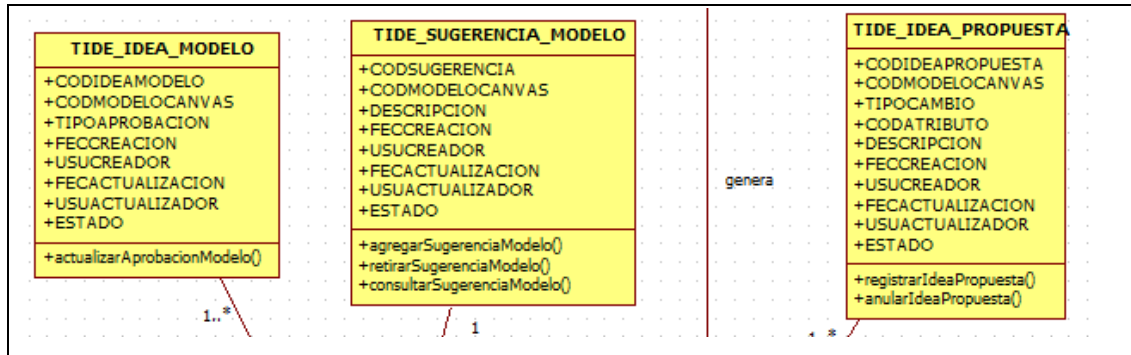 TIDE_IDEA_MODELO
+CODIDEAMODELO
+CODMODELOCANVAS
+TIPOAPROBACION
+FECCREACION
+USUCREADOR
+FECACTUALIZACION
+USUACTUALIZADOR
+ESTADO
+actualizarAprobacionModelo()
1..*
TIDE_SUGERENCIA_MODELO
+CODSUGERENCIA
+CODMODELOCANVAS
+DESCRIPCION
+FECCREACION
+USUCREADOR
+FECACTUALIZACION
+USUACTUALIZADOR
+ESTADO
+agregarSugerenciaModelo()
+retirarSugerenciaModelo()
+consultarSugerenciaModelo()
1
genera
TIDE_IDEA_PROPUESTA
+CODIDEAPROPUESTA
+CODMODELOCANVAS
+TIPOCAMBIO
+CODATRIBUTO
+DESCRIPCION
+FECCREACION
+USUCREADOR
+FECACTUALIZACION
+USUACTUALIZADOR
+ESTADO
+registrarIdeaPropuesta()
+anularIdeaPropuesta()
1..*